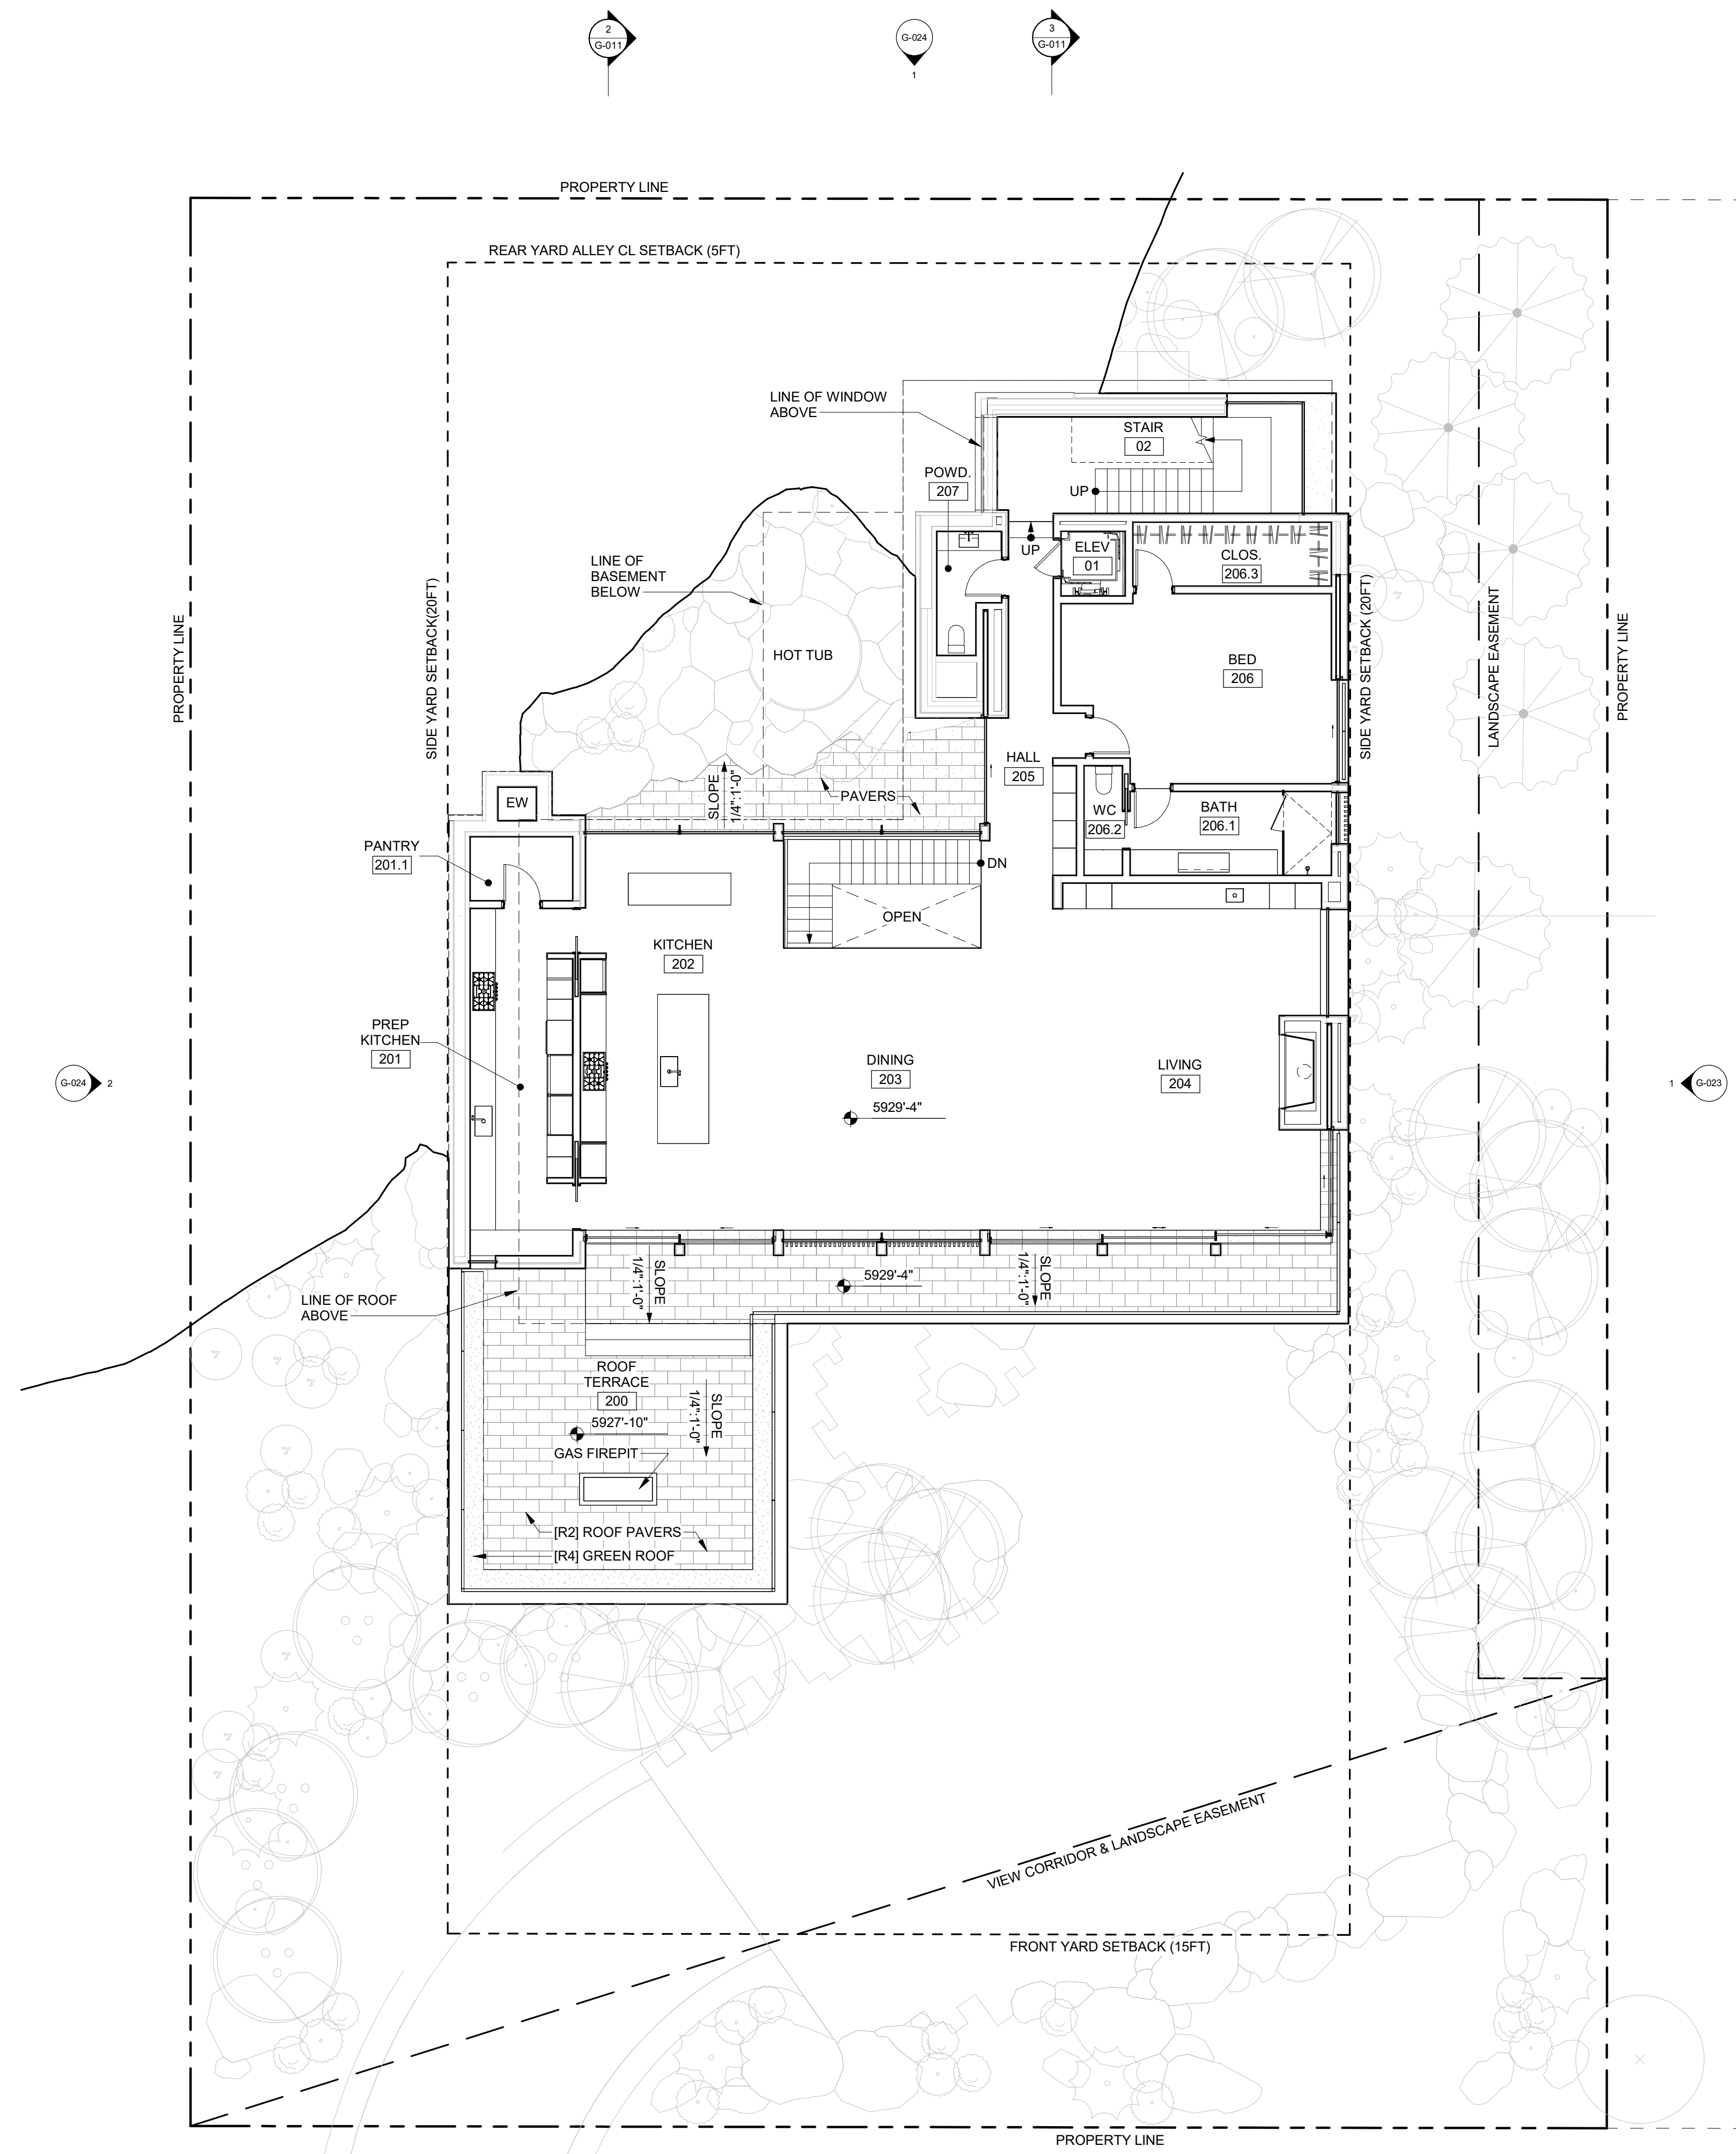 2
G-011
G-024
1
3
G-011
PROPERTY LINE
REAR YARD ALLEY CL SETBACK (5FT)
LINE OF WINDOW
ABOVE
STAIR
02
UP
POWD.
207
UP
ELEV
01
CLOS.
206.3
LINE OF
BASEMENT
BELOW
HOT TUB
BED
206
PROPERTY LINE
SIDE YARD SETBACK(20FT)
SIDE YARD SETBACK (20FT)
LANDSCAPE EASEMENT
PROPERTY LINE
HALL
205
EW
SLOPE
1/4":1'-0"
PAVERS
WC
206.2
BATH
206.1
PANTRY
201.1
DN
OPEN
KITCHEN
202
PREP
KITCHEN
201
DINING
203
5929'-4"
LIVING
204
G-024
2
1
G-023
SLOPE
1/4":1'-0"
5929'-4"
SLOPE
1/4":1'-0"
LINE OF ROOF
ABOVE
ROOF
TERRACE
200
5927'-10"
SLOPE
1/4":1'-0"
GAS FIREPIT
[R2] ROOF PAVERS
[R4] GREEN ROOF
VIEW CORRIDOR & LANDSCAPE EASEMENT
FRONT YARD SETBACK (15FT)
PROPERTY LINE